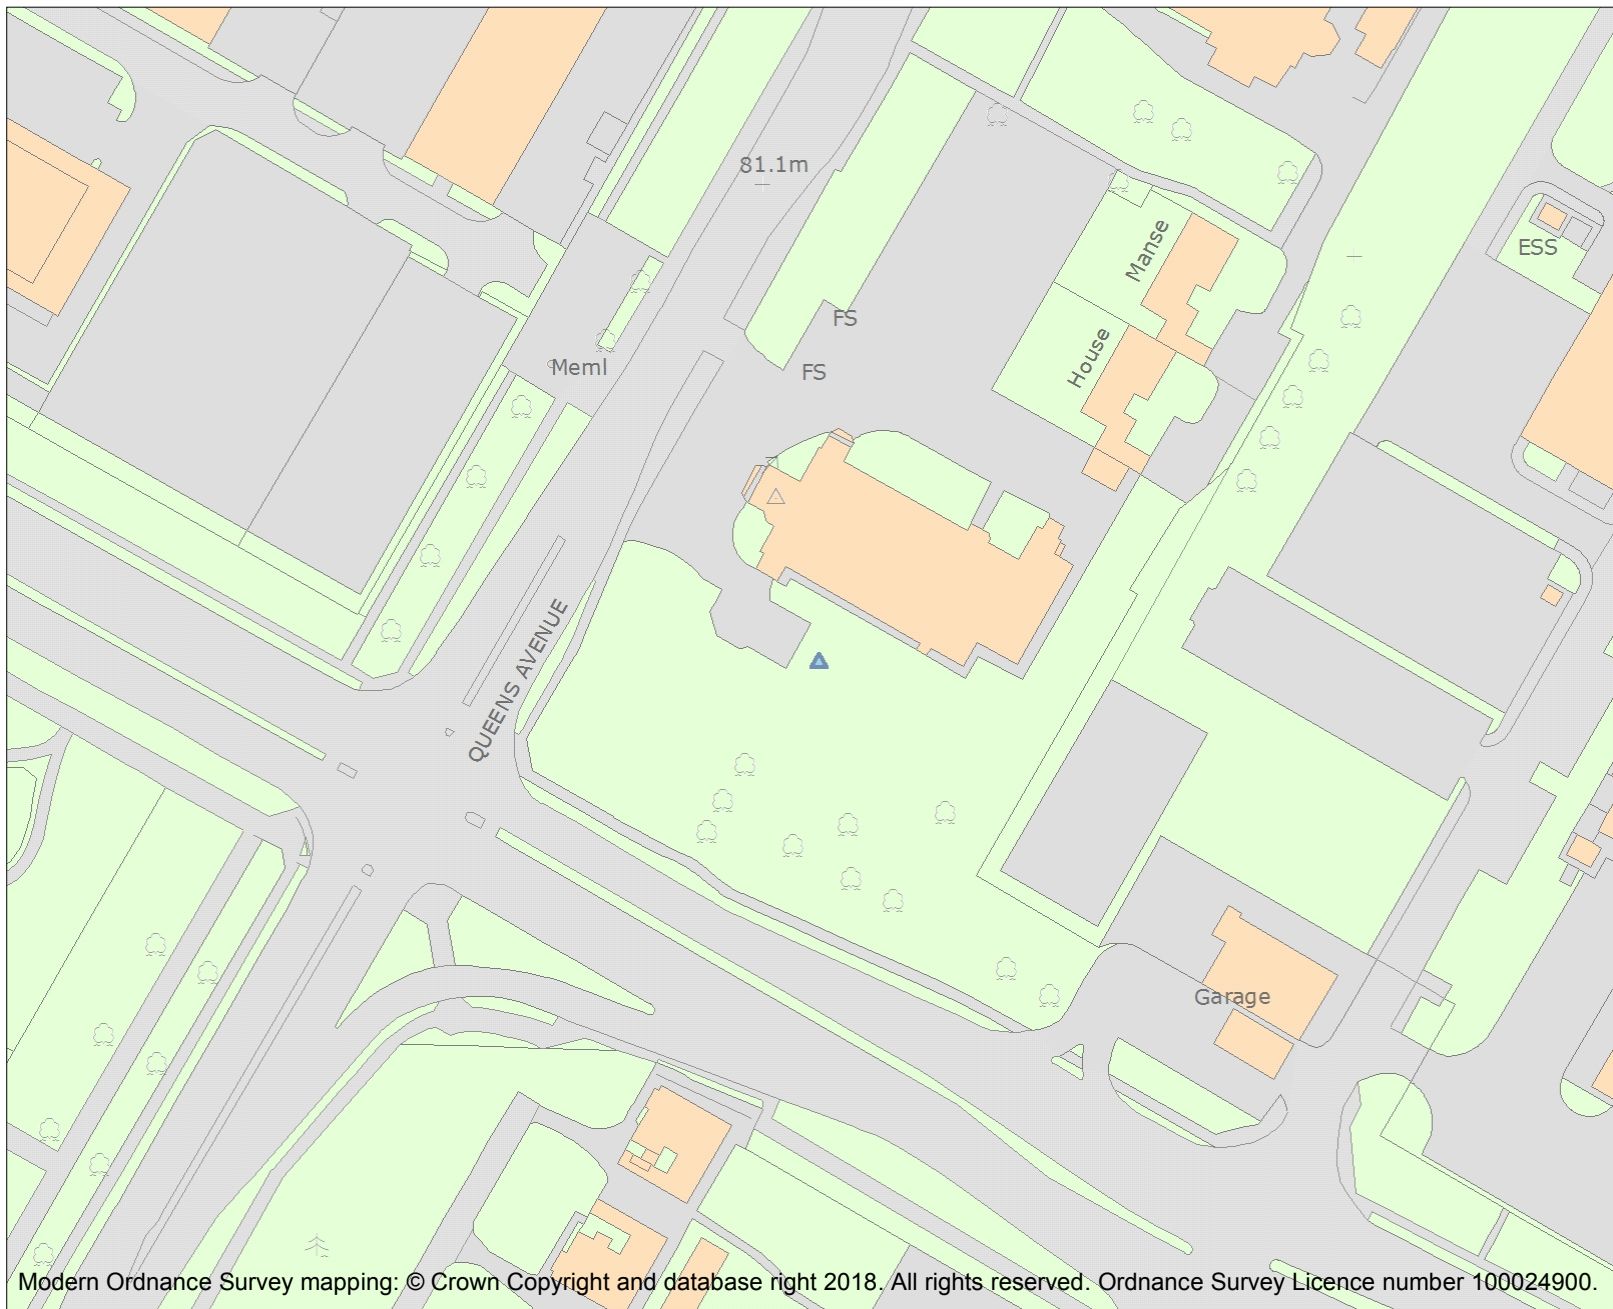 81.1m
Manse
ESS
FS
House
Meml
FS
QUEENS AVENUE
Garage
Modern Ordnance Survey mapping: © Crown Copyright and database right 2018. All rights reserved. Ordnance Survey Licence number 100024900.